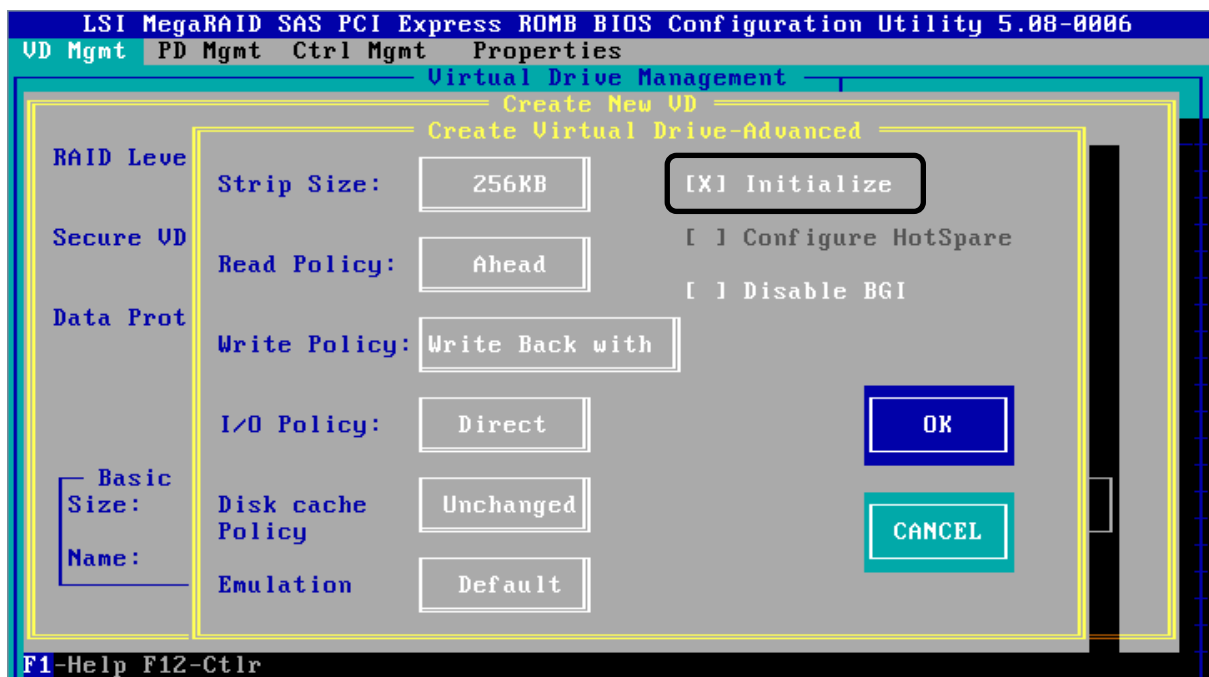 LSI MegaRAID SAS PCI Express ROMB BIOS Configuration Utility 5.08-0006
VD Mgmt PD Mgmt Ctrl Mgmt Properties
Virtual Drive Management
Create New VD
Create Virtual Drive-Advanced
RAID Leve
Strip Size: 256KB [X] Initialize
Secure VD [ ] Configure HotSpare
Read Policy: Ahead
[ ] Disable BGI
Data Prot
Write Policy: Write Back with
I/O Policy: Direct OK
Basic
Size: Disk cache Unchanged
Policy CANCEL
Name:
Emulation Default
F1-Help F12-Ctlr